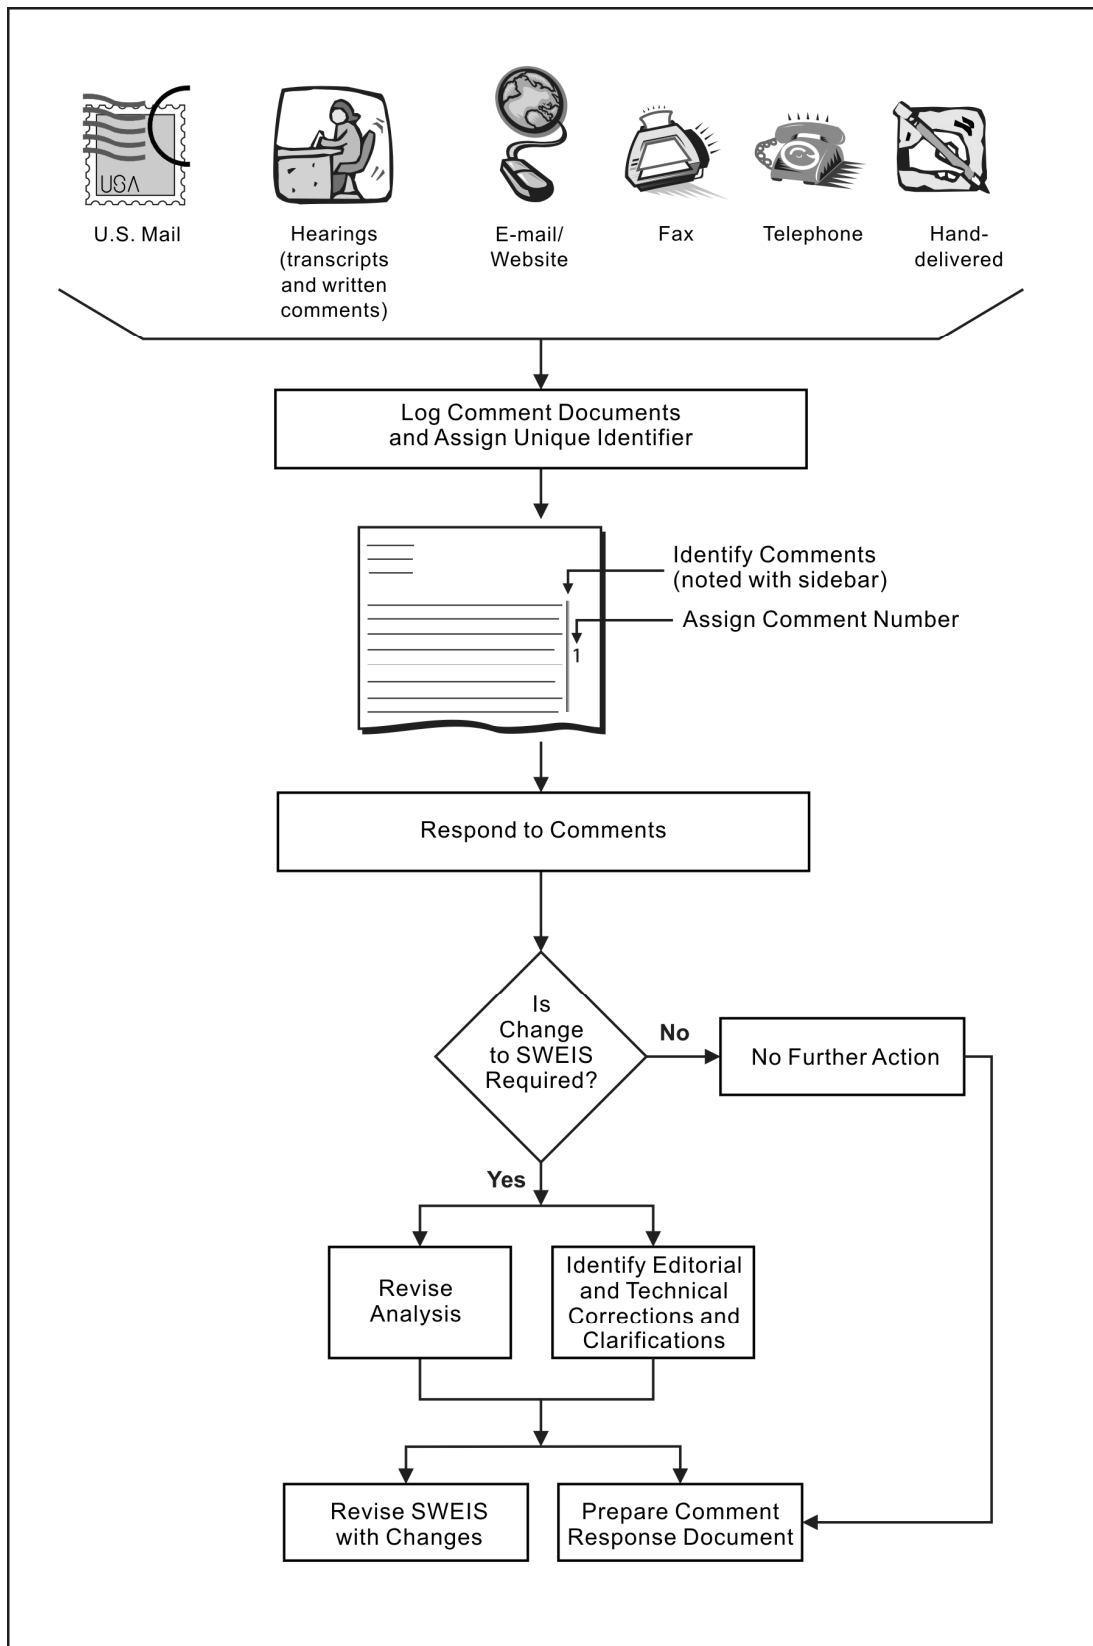 USA
U.S. Mail
Hearings
(transcripts
and written
comments)
E-mail/
Website
Fax
Telephone
Hand-
delivered
Log Comment Documents
and Assign Unique Identifier
Identify Comments
(noted with sidebar)
Assign Comment Number
1
Respond to Comments
Is
Change
to SWEIS
Required?
No
No Further Action
Yes
Revise
Analysis
Identify Editorial
and Technical
Corrections and
Clarifications
Revise SWEIS
with Changes
Prepare Comment
Response Document